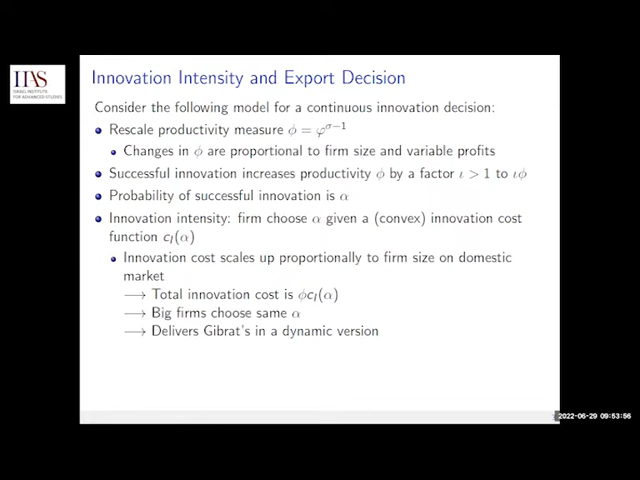 IIAS
ISRAEL INSTITUTE
FOR ADVANCED STUDIES
Innovation Intensity and Export Decision
Consider the following model for a continuous innovation decision:
Rescale productivity measure ϕ = φ^{σ−1}
Changes in ϕ are proportional to firm size and variable profits
Successful innovation increases productivity ϕ by a factor ι > 1 to ιϕ
Probability of successful innovation is α
Innovation intensity: firm choose α given a (convex) innovation cost
function c_I(α)
Innovation cost scales up proportionally to firm size on domestic
market
⟶ Total innovation cost is ϕc_I(α)
⟶ Big firms choose same α
⟶ Delivers Gibrat's in a dynamic version
2022-06-29 09:53:56